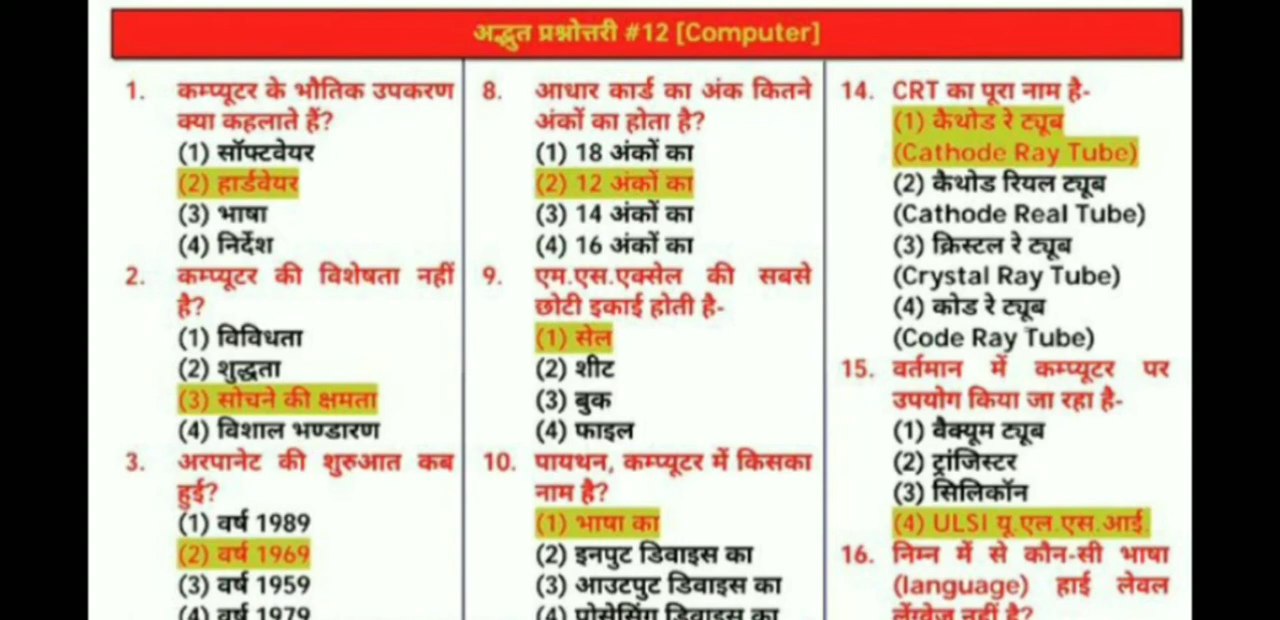 अद्भुत प्रश्नोत्तरी #12 [Computer]
1. कम्प्यूटर के भौतिक उपकरण
क्या कहलाते हैं?
(1) सॉफ्टवेयर
(2) हार्डवेयर
(3) भाषा
(4) निर्देश
2. कम्प्यूटर की विशेषता नहीं
है?
(1) विविधता
(2) शुद्धता
(3) सोचने की क्षमता
(4) विशाल भण्डारण
3. अरपानेट की शुरुआत कब
हुई?
(1) वर्ष 1989
(2) वर्ष 1969
(3) वर्ष 1959
(4) वर्ष 1979
8. आधार कार्ड का अंक कितने
अंकों का होता है?
(1) 18 अंकों का
(2) 12 अंकों का
(3) 14 अंकों का
(4) 16 अंकों का
9. एम.एस.एक्सेल की सबसे
छोटी इकाई होती है-
(1) सेल
(2) शीट
(3) बुक
(4) फाइल
10. पायथन, कम्प्यूटर में किसका
नाम है?
(1) भाषा का
(2) इनपुट डिवाइस का
(3) आउटपुट डिवाइस का
(4) प्रोसेसिंग डिवाइस का
14. CRT का पूरा नाम है-
(1) कैथोड रे ट्यूब
(Cathode Ray Tube)
(2) कैथोड रियल ट्यूब
(Cathode Real Tube)
(3) क्रिस्टल रे ट्यूब
(Crystal Ray Tube)
(4) कोड रे ट्यूब
(Code Ray Tube)
15. वर्तमान में कम्प्यूटर पर
उपयोग किया जा रहा है-
(1) वैक्यूम ट्यूब
(2) ट्रांजिस्टर
(3) सिलिकॉन
(4) ULSI यू.एल.एस.आई.
16. निम्न में से कौन-सी भाषा
(language) हाई लेवल
लेंग्वेज नहीं है?